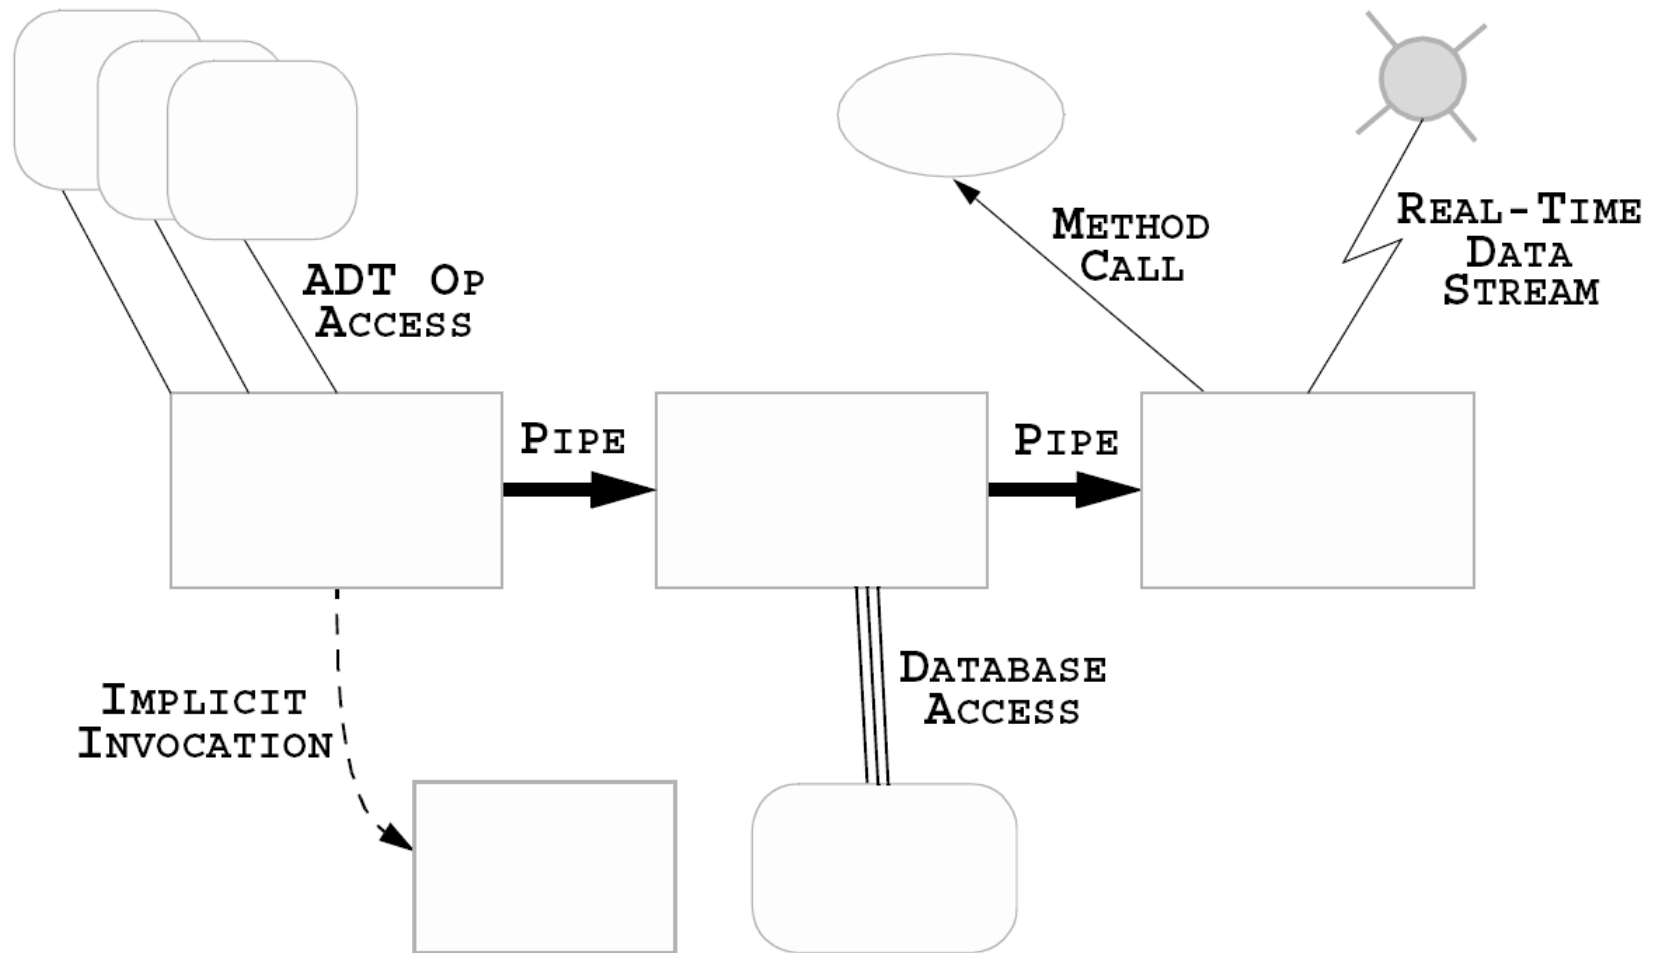 ADT Op
Access
Method
Call
Real-Time
Data
Stream
Pipe
Pipe
Implicit
Invocation
Database
Access